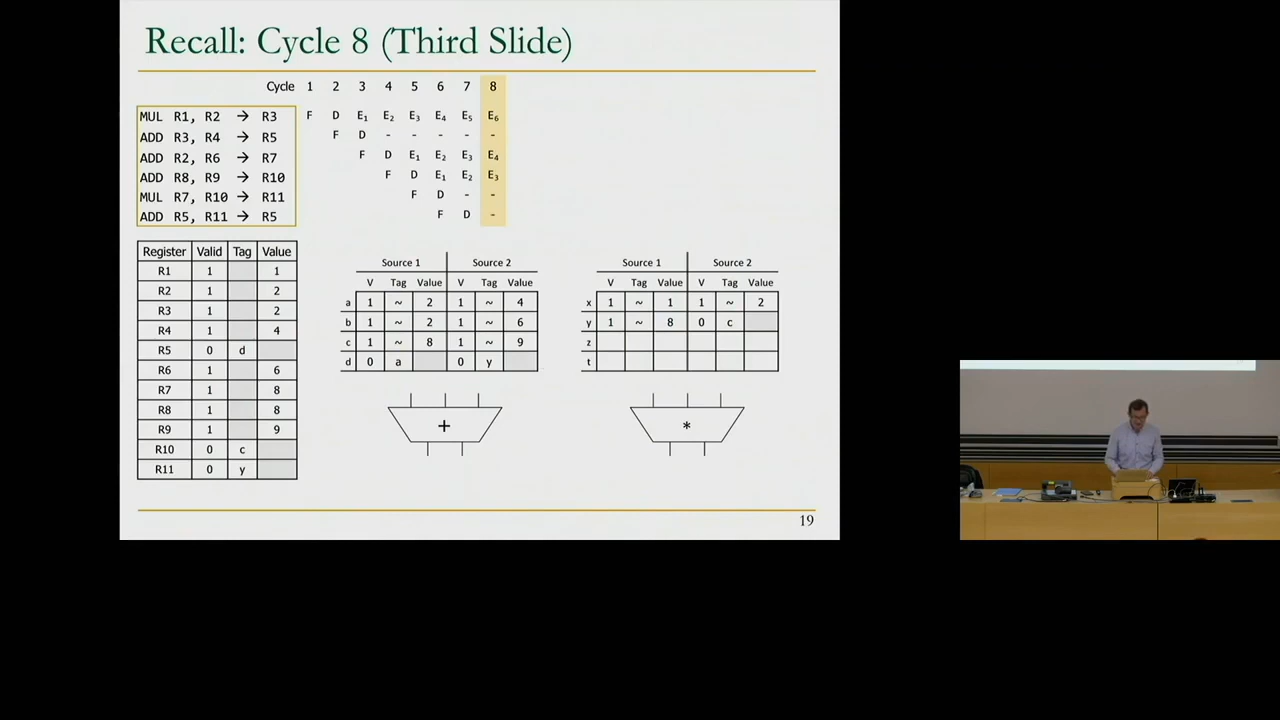 Recall: Cycle 8 (Third Slide)
Cycle 1 2 3 4 5 6 7 8
MUL R1, R2 → R3 F D E1 E2 E3 E4 E5 E6
ADD R3, R4 → R5 F D - - - - -
ADD R2, R6 → R7 F D E1 E2 E3 E4
ADD R8, R9 → R10 F D E1 E2 E3
MUL R7, R10 → R11 F D - -
ADD R5, R11 → R5 F D -
Register Valid Tag Value
R1 1 1
R2 1 2
R3 1 2
R4 1 4
R5 0 d
R6 1 6
R7 1 8
R8 1 8
R9 1 9
R10 0 c
R11 0 y
Source 1 Source 2
V Tag Value V Tag Value
a 1 ~ 2 1 ~ 4
b 1 ~ 2 1 ~ 6
c 1 ~ 8 1 ~ 9
d 0 a 0 y
+
Source 1 Source 2
V Tag Value V Tag Value
x 1 ~ 1 1 ~ 2
y 1 ~ 8 0 c
z
t
*
19